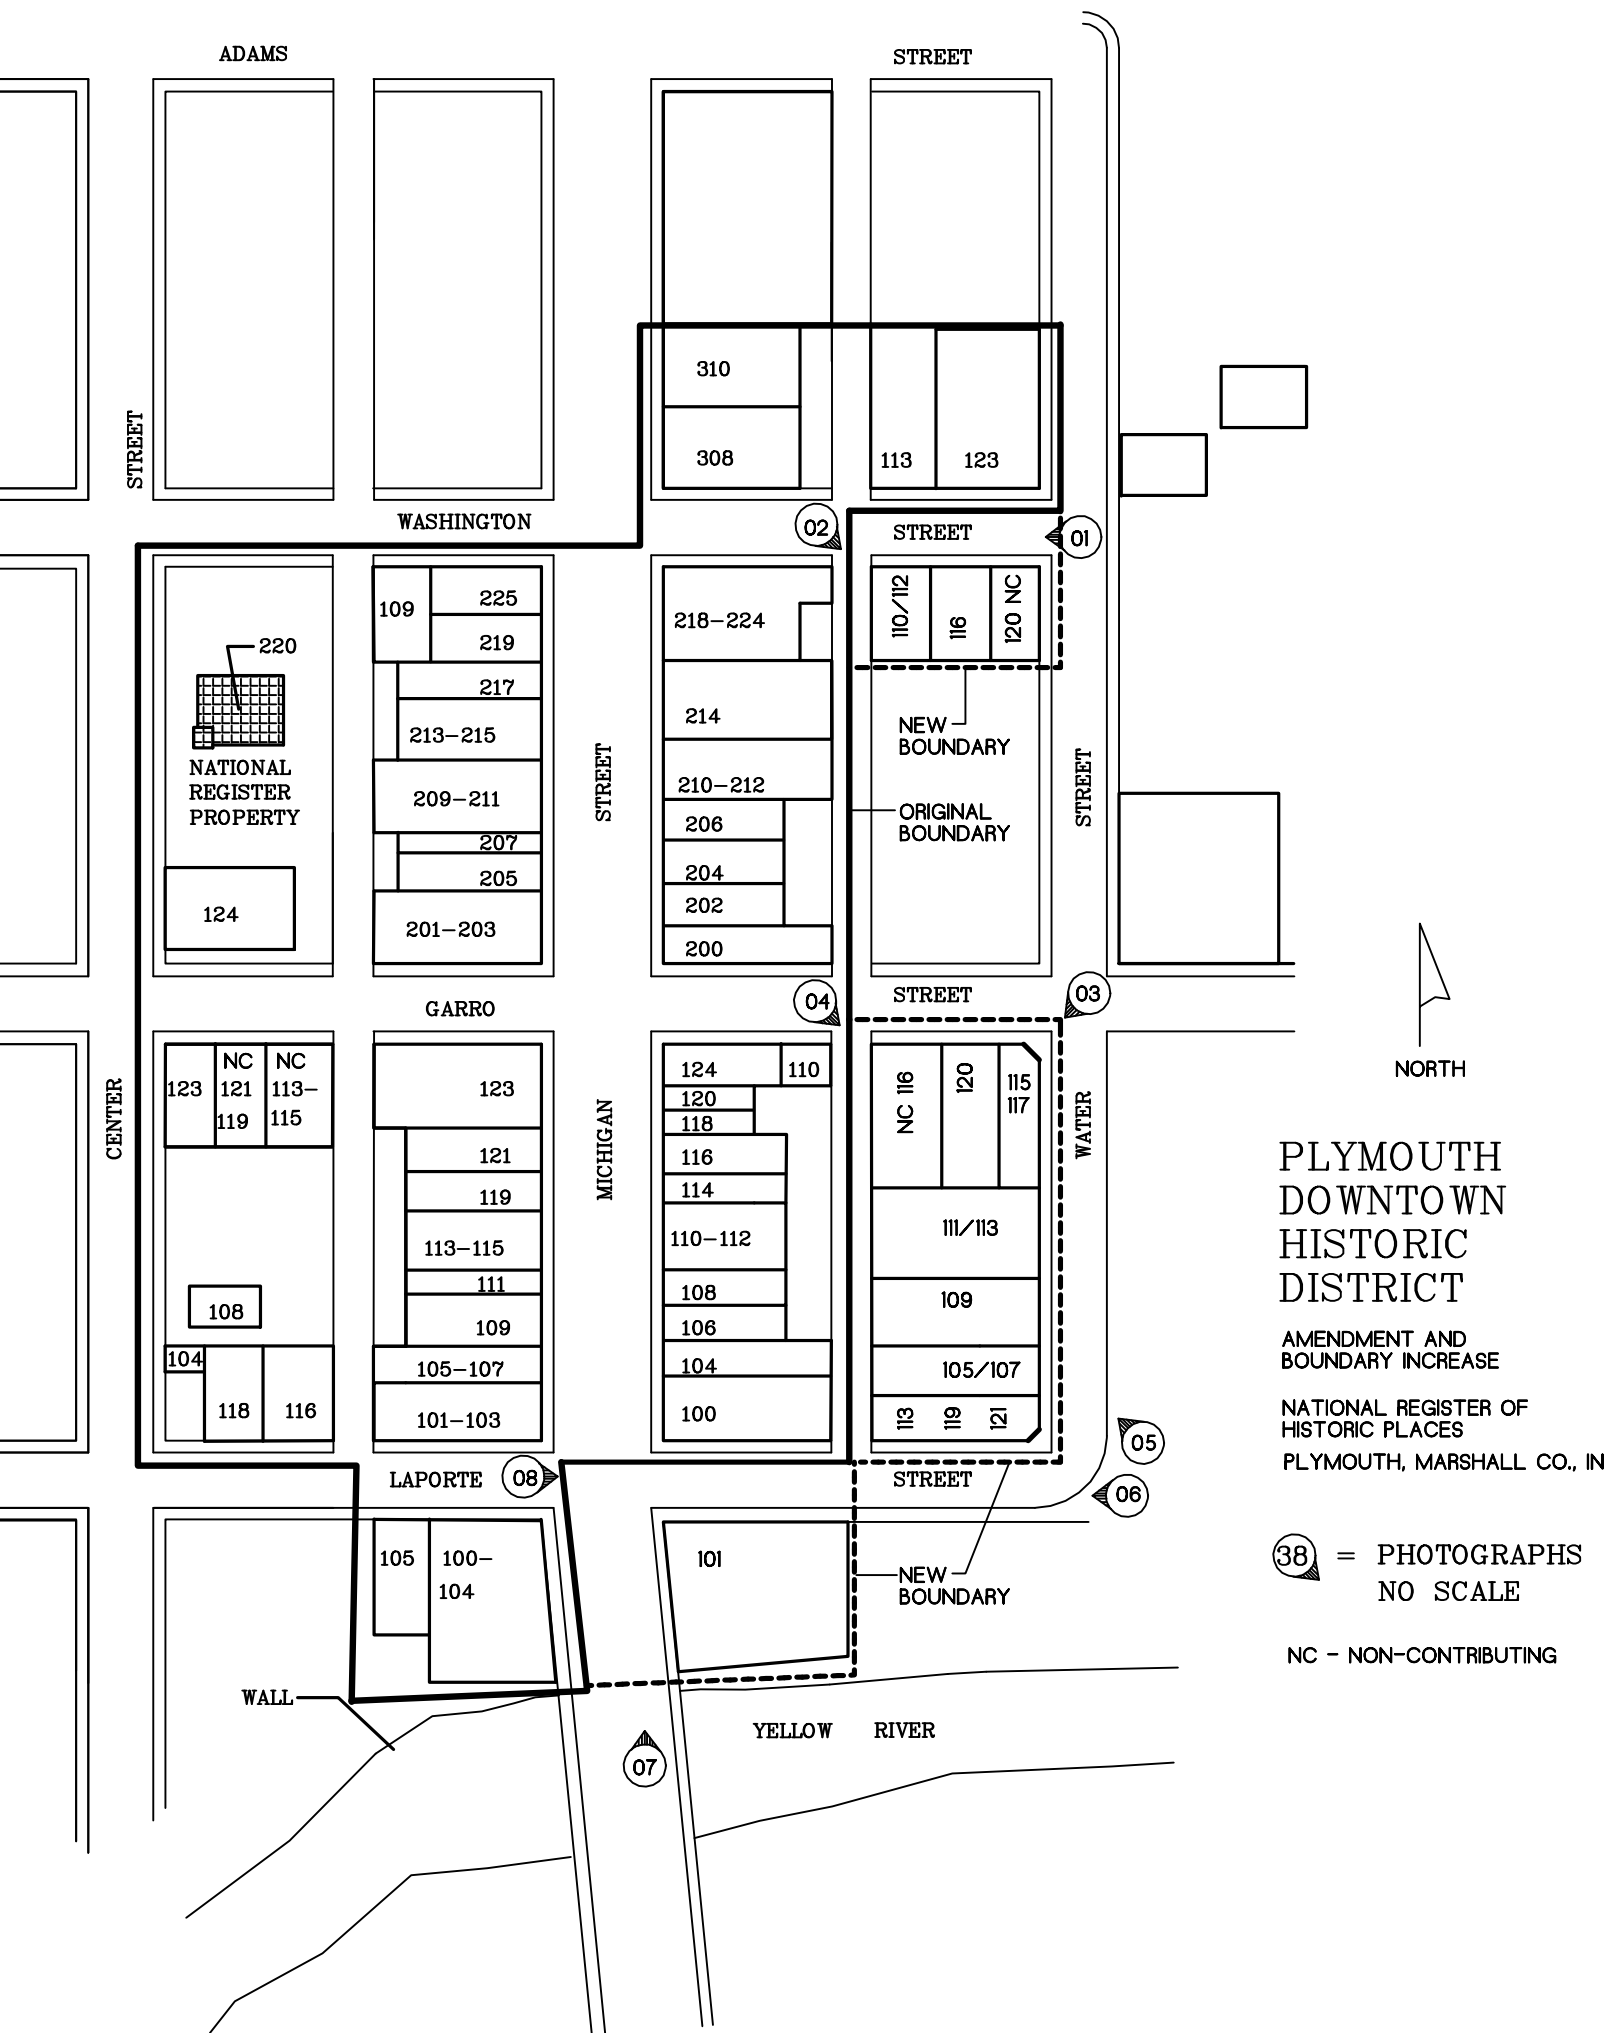 ADAMS
STREET
STREET
310
308
113
123
WASHINGTON
02
STREET
01
109
225
219
217
213-215
209-211
207
205
201-203
220
NATIONAL
REGISTER
PROPERTY
124
STREET
218-224
214
210-212
206
204
202
200
110/112
116
120 NC
NEW
BOUNDARY
ORIGINAL
BOUNDARY
STREET
GARRO
04
STREET
03
NORTH
CENTER
123
NC
121
119
NC
113-
115
108
104
118
116
123
121
119
113-115
111
109
105-107
101-103
MICHIGAN
124
110
120
118
116
114
110-112
108
106
104
100
NC 116
120
115
117
111/113
109
105/107
113
119
121
WATER
PLYMOUTH
DOWNTOWN
HISTORIC
DISTRICT
AMENDMENT AND
BOUNDARY INCREASE
NATIONAL REGISTER OF
HISTORIC PLACES
PLYMOUTH, MARSHALL CO., IN
05
06
LAPORTE
08
STREET
105
100-
104
101
NEW
BOUNDARY
38 = PHOTOGRAPHS
NO SCALE
NC - NON-CONTRIBUTING
WALL
YELLOW RIVER
07